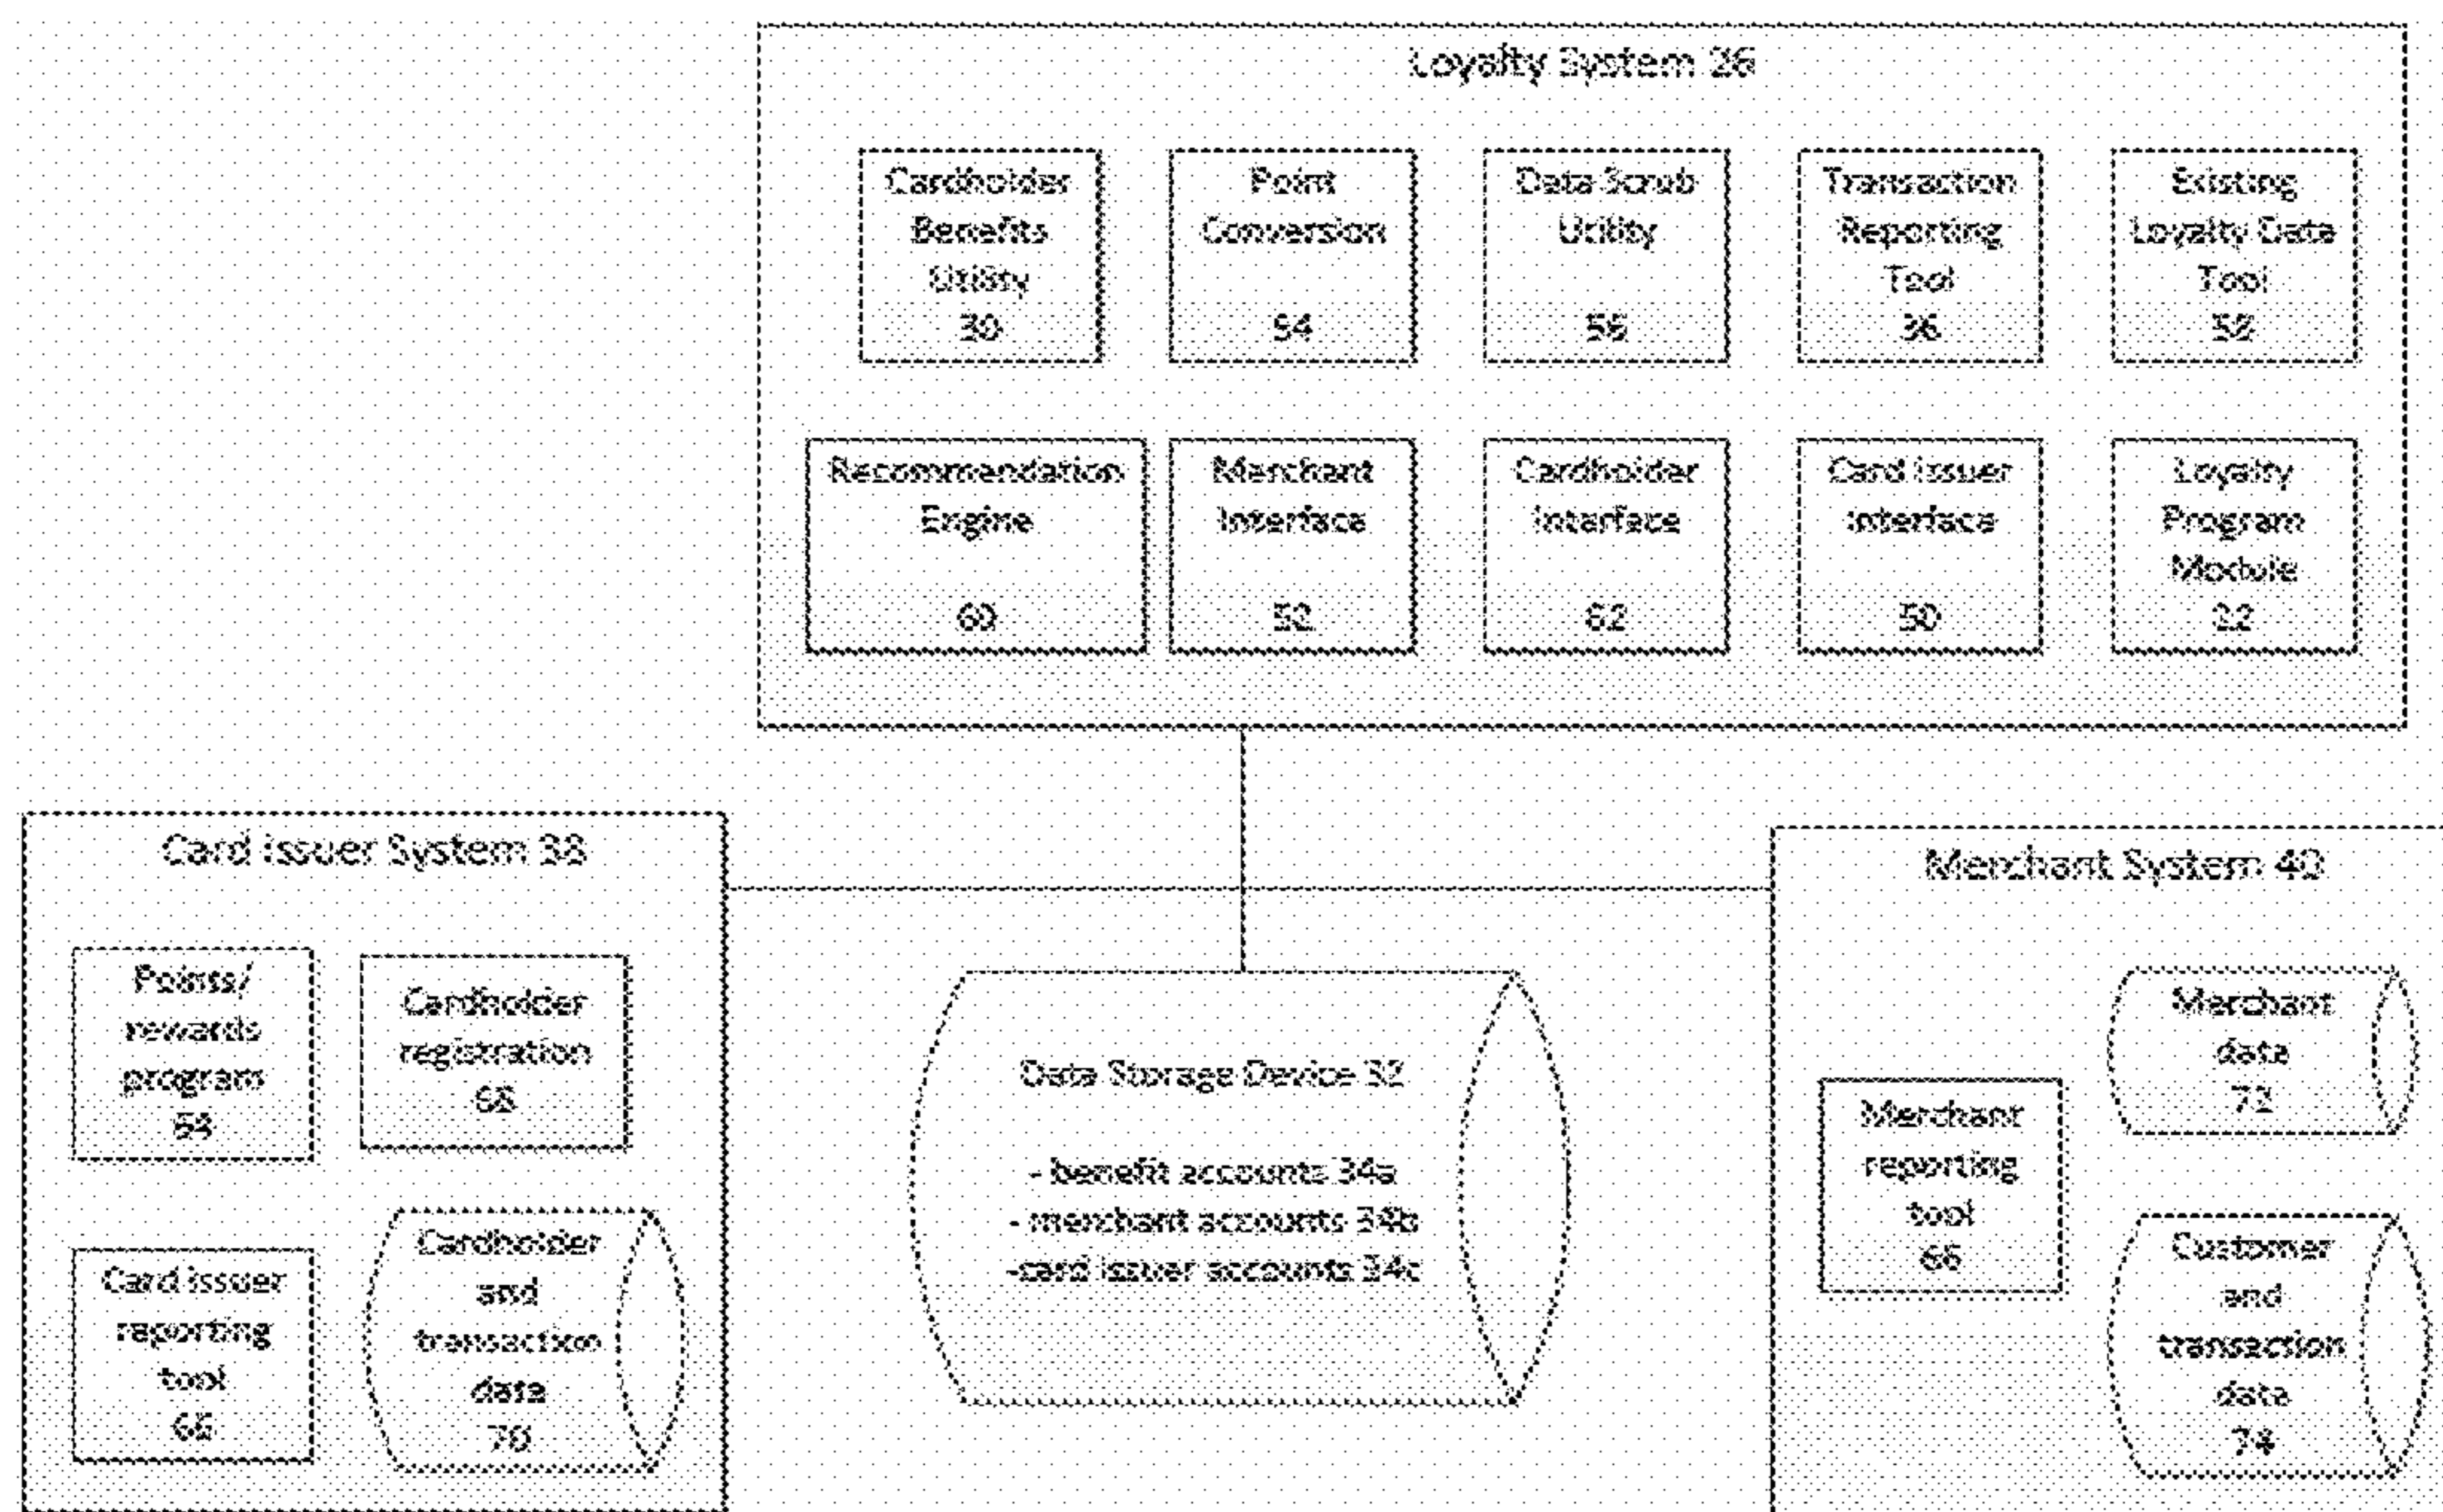 Loyalty System 26
Cardholder
Benefits
Utility
30
Point
Conversion
54
Data Scrub
Utility
56
Transaction
Reporting
Tool
36
Existing
Loyalty Data
Tool
58
Recommendation
Engine
60
Merchant
Interface
52
Cardholder
Interface
62
Card issuer
interface
50
Loyalty
Program
Module
22
Card issuer System 38
Points/
rewards
program
64
Cardholder
registration
68
Card issuer
reporting
tool
66
Cardholder
and
transaction
data
70
Data Storage Device 32
- benefit accounts 34a
- merchant accounts 34b
-card issuer accounts 34c
Merchant System 40
Merchant
reporting
tool
66
Merchant
data
72
Customer
and
transaction
data
74